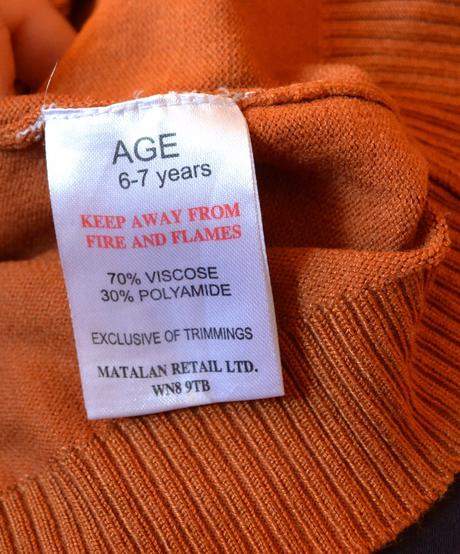 AGE
6-7 years
KEEP AWAY FROM
FIRE AND FLAMES
70% VISCOSE
30% POLYAMIDE
EXCLUSIVE OF TRIMMINGS
MATALAN RETAIL LTD.
WN8 9TB